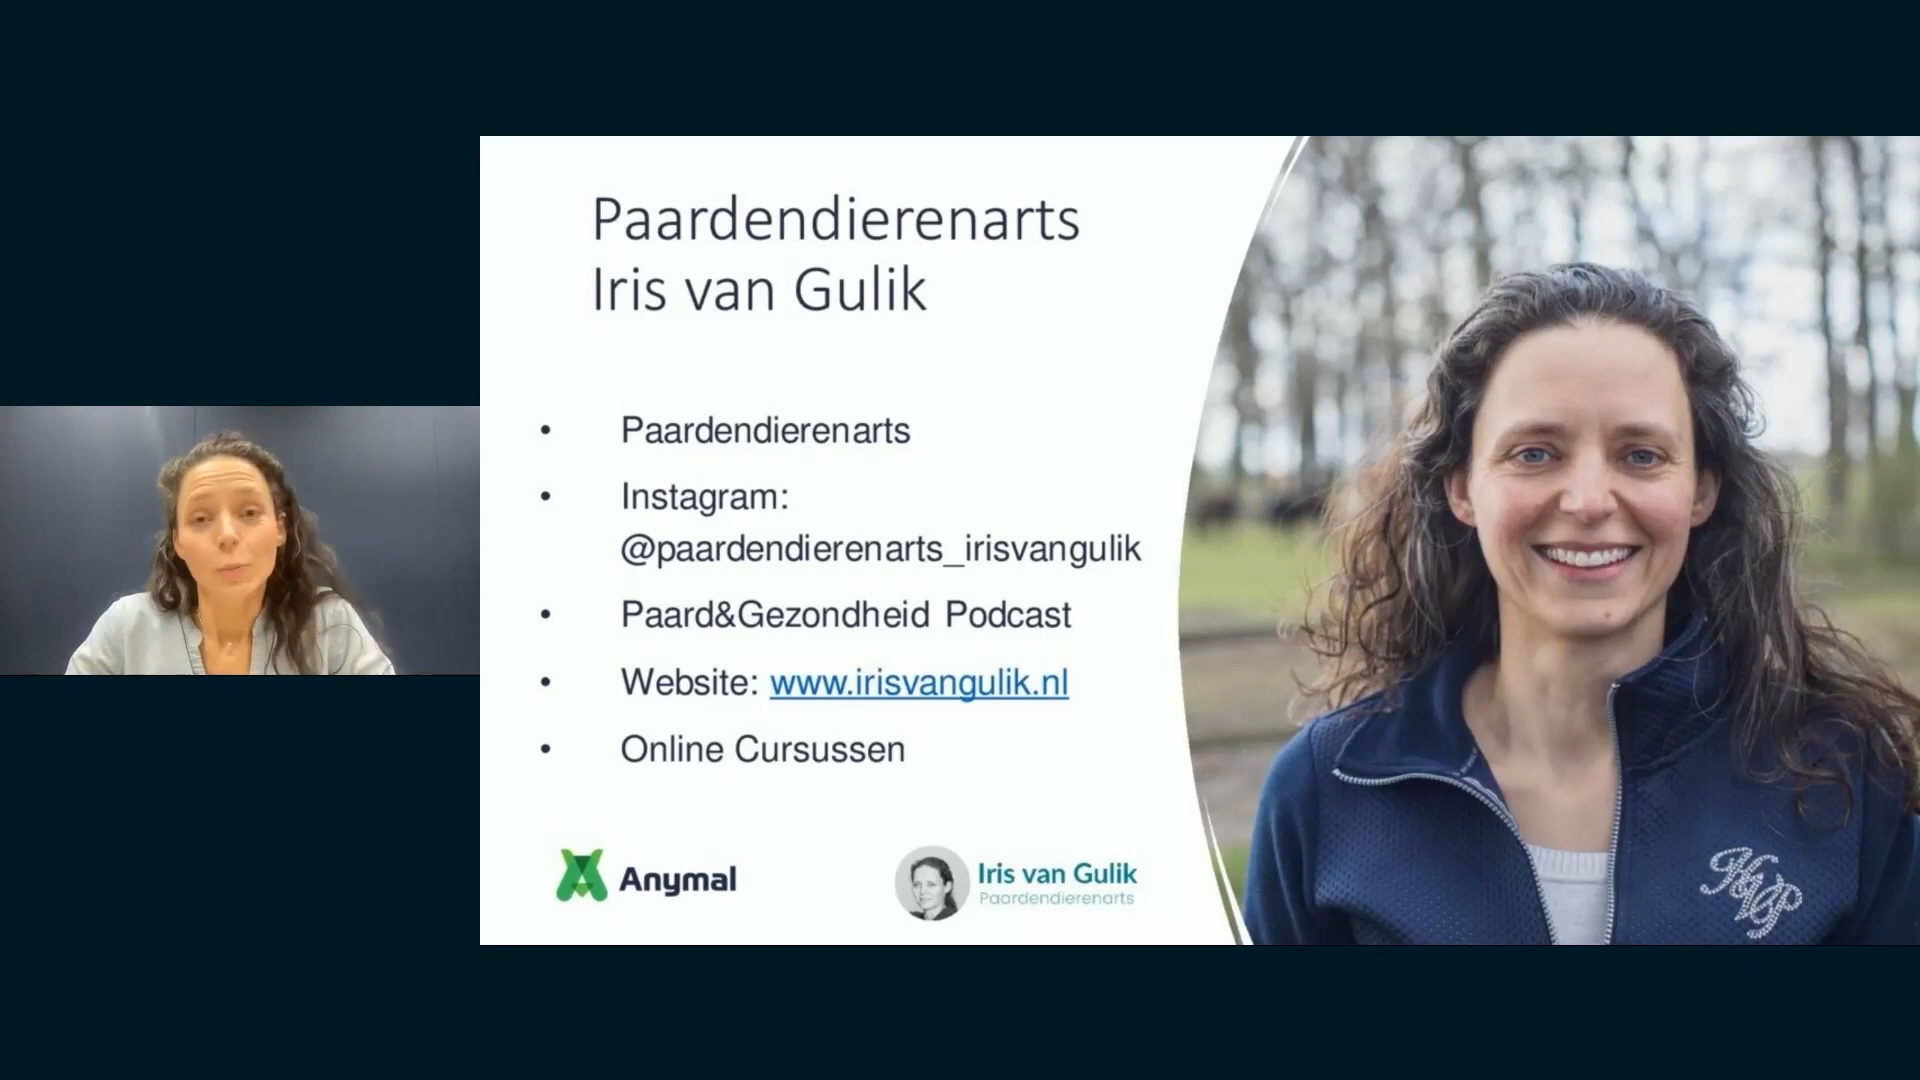 Paardendierenarts
Iris van Gulik
• Paardendierenarts
• Instagram:
@paardendierenarts_irisvangulik
• Paard&Gezondheid Podcast
• Website: www.irisvangulik.nl
• Online Cursussen
Anymal
Iris van Gulik
Paardendierenarts